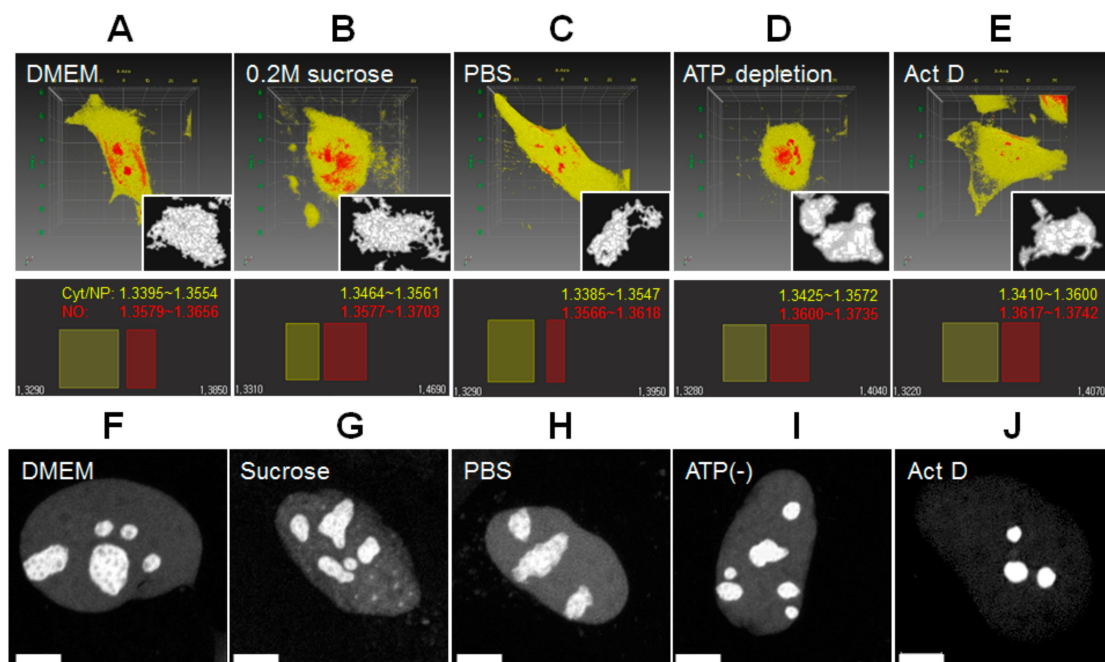 A B C D E
DMEM 0.2M sucrose PBS ATP depletion Act D
Cyt/NP: 1.3395~1.3554
NO: 1.3579~1.3656
1,3290 1,3850
1.3464~1.3561
1.3577~1.3703
1.3310 1,4690
1.3385~1.3547
1.3566~1.3618
1.3290 1,3950
1.3425~1.3572
1.3600~1.3735
1,3280 1,4040
1.3410~1.3600
1.3617~1.3742
1,3220 1,4070
F G H I J
DMEM Sucrose PBS ATP(-) Act D